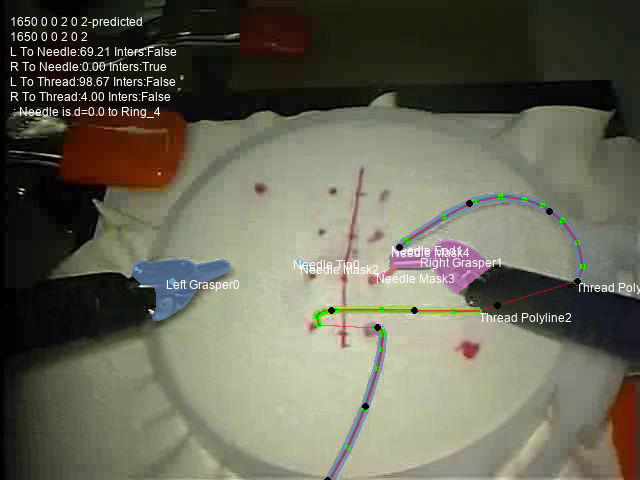 1650 0 0 2 0 2-predicted
1650 0 0 2 0 2
L To Needle:69.21 Inters:False
R To Needle:0.00 Inters:True
L To Thread:98.67 Inters:False
R To Thread:4.00 Inters:False
: Needle is d=0.0 to Ring_4
Needle End1
Needle Mask4
Needle Tip0
Right Grasper1
Needle Mask2
Needle Mask3
Left Grasper0
Thread Poly
Thread Polyline2